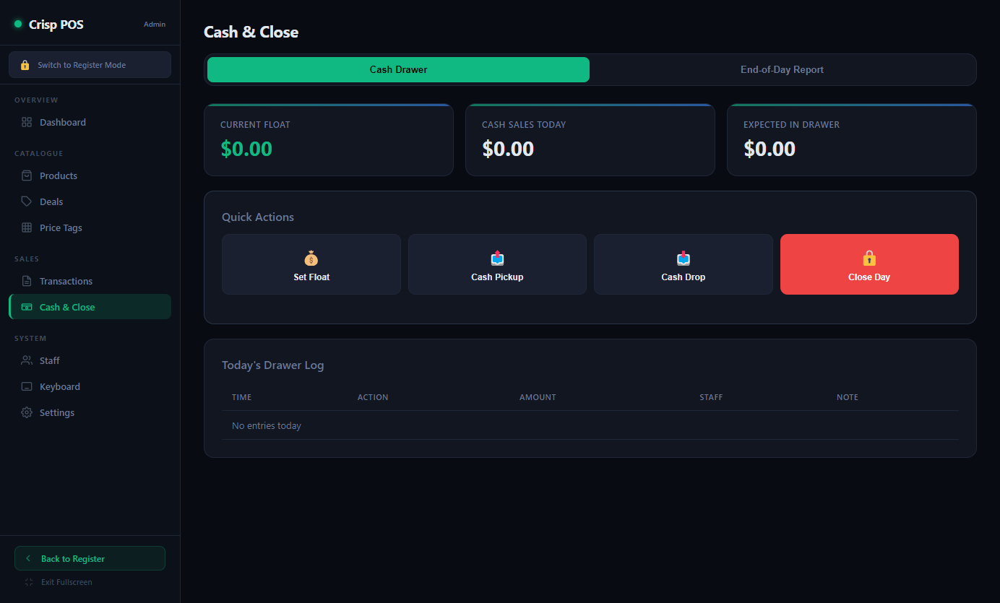 Crisp POS
Admin
Switch to Register Mode
OVERVIEW
Dashboard
CATALOGUE
Products
Deals
Price Tags
SALES
Transactions
Cash & Close
SYSTEM
Staff
Keyboard
Settings
Back to Register
Exit Fullscreen
Cash & Close
Cash Drawer
End-of-Day Report
CURRENT FLOAT
$0.00
CASH SALES TODAY
$0.00
EXPECTED IN DRAWER
$0.00
Quick Actions
Set Float
Cash Pickup
Cash Drop
Close Day
Today's Drawer Log
TIME ACTION AMOUNT STAFF NOTE
No entries today